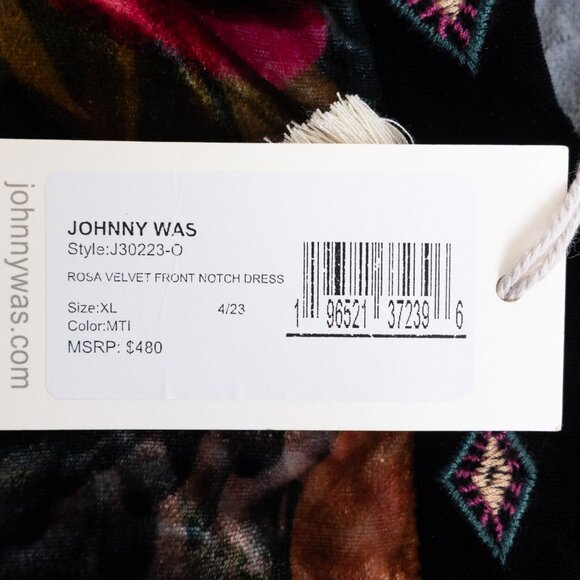 johnnywas.com
JOHNNY WAS
Style:J30223-O
ROSA VELVET FRONT NOTCH DRESS
Size:XL 4/23
Color:MTI
MSRP: $480
1 96521 37239 6